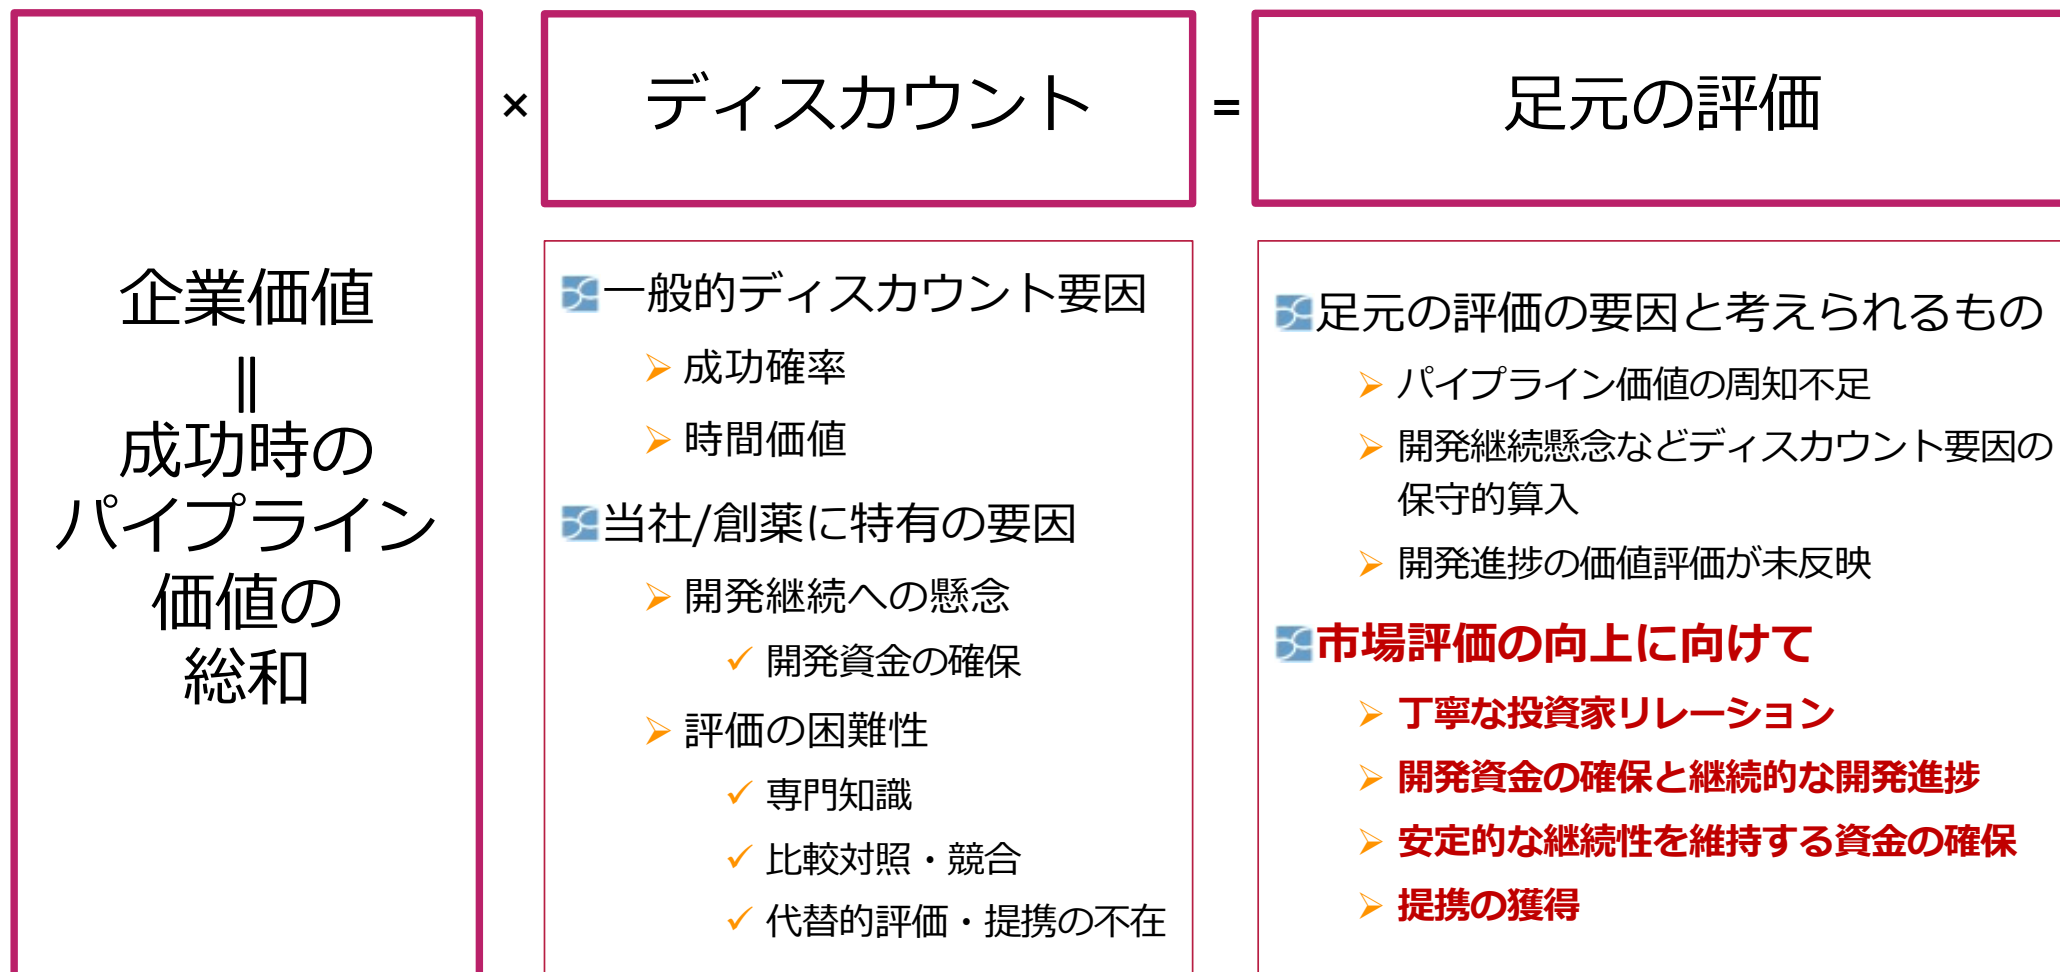 企業価値
||
成功時の
パイプライン
価値の
総和
×
ディスカウント
=
足元の評価
一般的ディスカウント要因
成功確率
時間価値
当社/創薬に特有の要因
開発継続への懸念
開発資金の確保
評価の困難性
専門知識
比較対照・競合
代替的評価・提携の不在
足元の評価の要因と考えられるもの
パイプライン価値の周知不足
開発継続懸念などディスカウント要因の
保守的算入
開発進捗の価値評価が未反映
市場評価の向上に向けて
丁寧な投資家リレーション
開発資金の確保と継続的な開発進捗
安定的な継続性を維持する資金の確保
提携の獲得